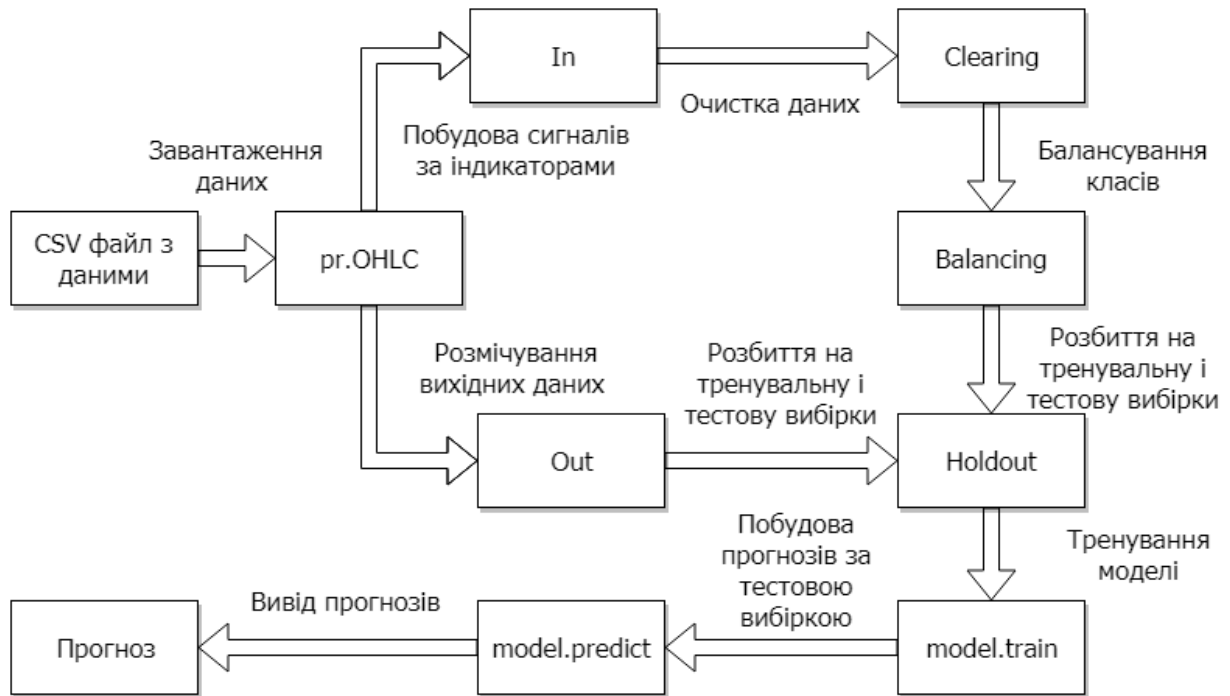 In
Clearing
Очистка даних
Побудова сигналів
за індикаторами
Завантаження
даних
Балансування
класів
CSV файл з
даними
pr.OHLC
Balancing
Розмічування
вихідних даних
Розбиття на
тренувальну і
тестову вибірки
Розбиття на
тренувальну і
тестову вибірки
Out
Holdout
Побудова
прогнозів за
тестовою
вибіркою
Тренування
моделі
Вивід прогнозів
Прогноз
model.predict
model.train